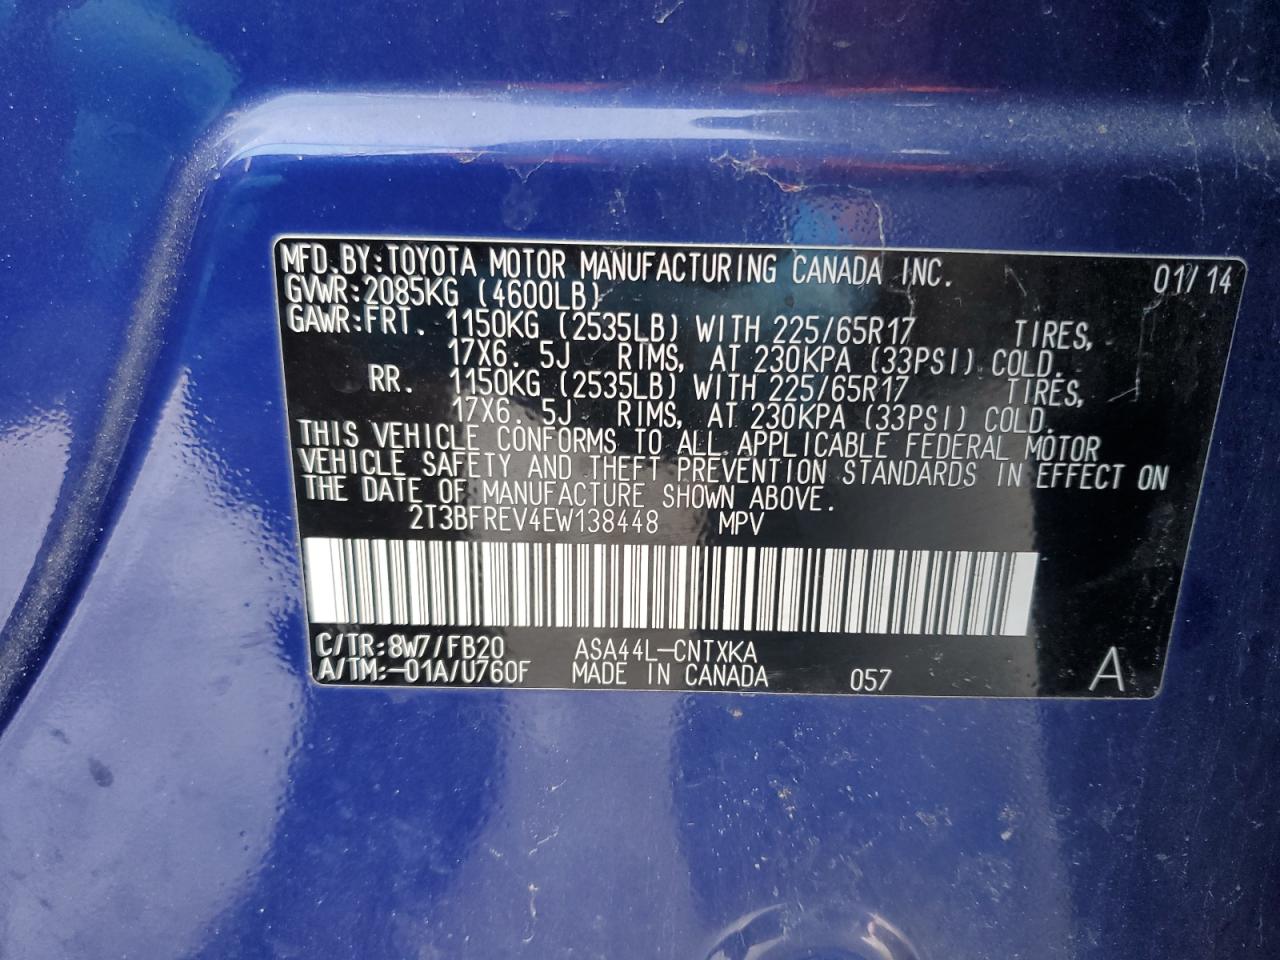 MFD.BY:TOYOTA MOTOR MANUFACTURING CANADA INC. 01/14
GVWR:2085KG (4600LB)
GAWR:FRT. 1150KG (2535LB) WITH 225/65R17 TIRES,
17X6. 5J RIMS, AT 230KPA (33PSI) COLD.
RR. 1150KG (2535LB) WITH 225/65R17 TIRES,
17X6. 5J RIMS, AT 230KPA (33PSI) COLD.
THIS VEHICLE CONFORMS TO ALL APPLICABLE FEDERAL MOTOR
VEHICLE SAFETY AND THEFT PREVENTION STANDARDS IN EFFECT ON
THE DATE OF MANUFACTURE SHOWN ABOVE.
2T3BFREV4EW138448 MPV
C/TR:8W7/FB20 ASA44L-CNTXKA
A/TM:-01A/U760F MADE IN CANADA 057 A